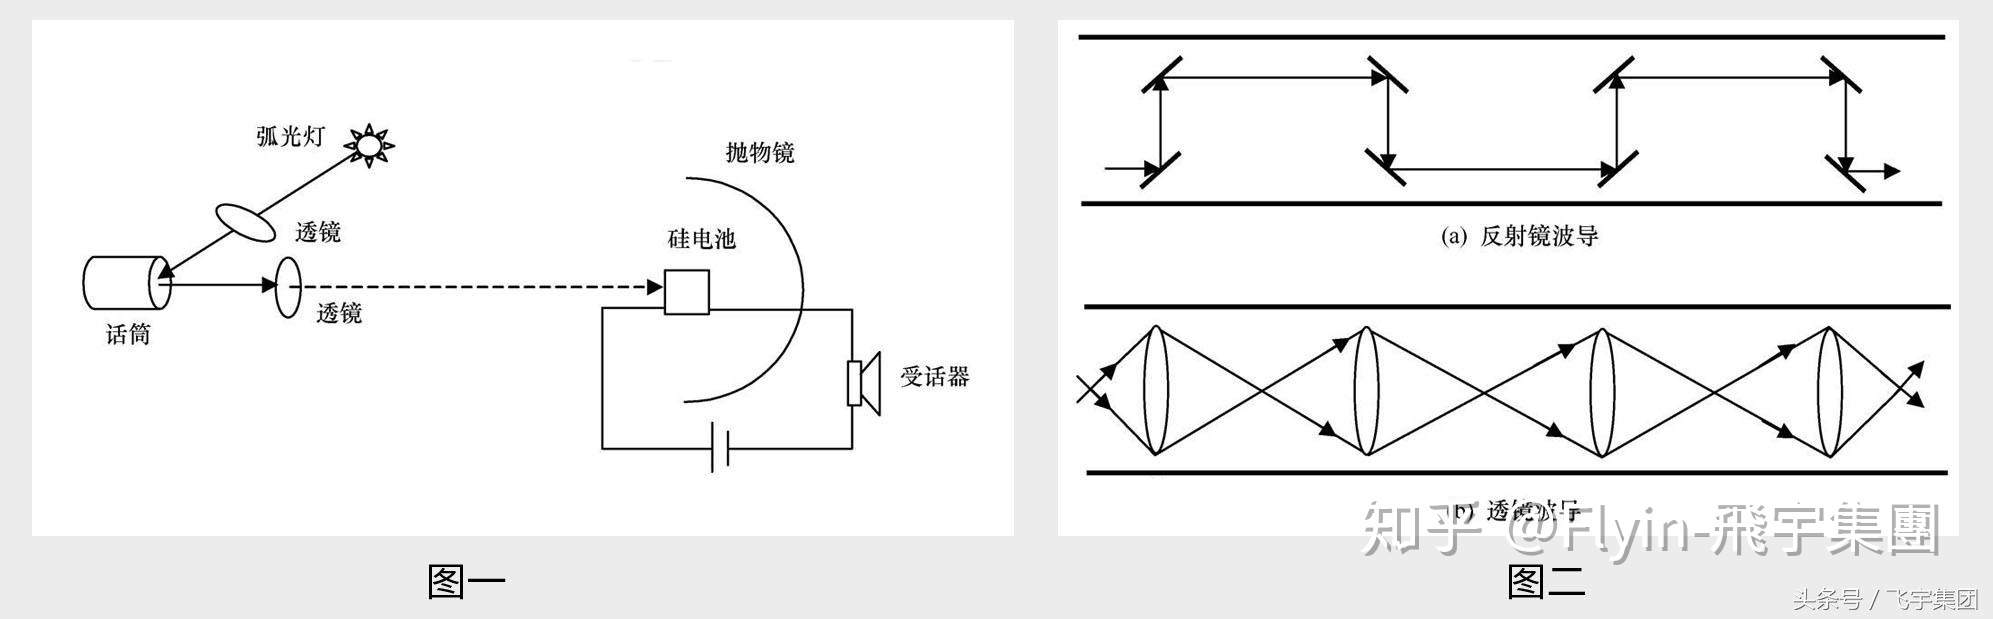 弧光灯
透镜
话筒
透镜
抛物镜
硅电池
受话器
图一
(a) 反射镜波导
(b) 透镜波导
知乎 @Flyin-飛宇集團
图二
头条号 / 飞宇集团